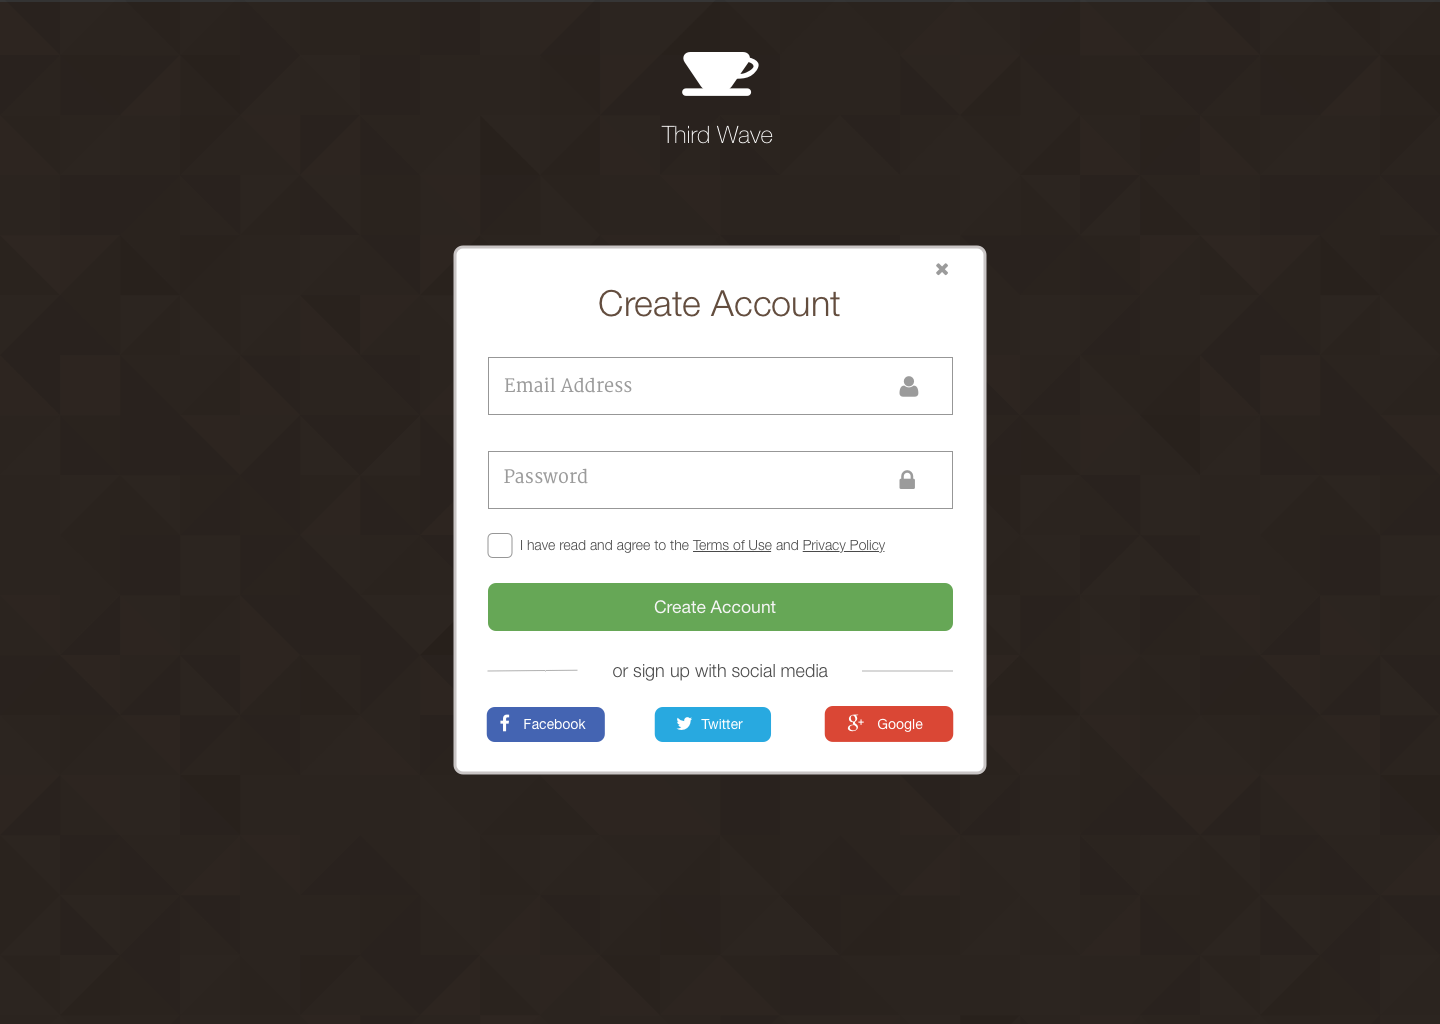 Third Wave
Create Account
Email Address
Password
I have read and agree to the Terms of Use and Privacy Policy
Create Account
or sign up with social media
Facebook
Twitter
g+ Google